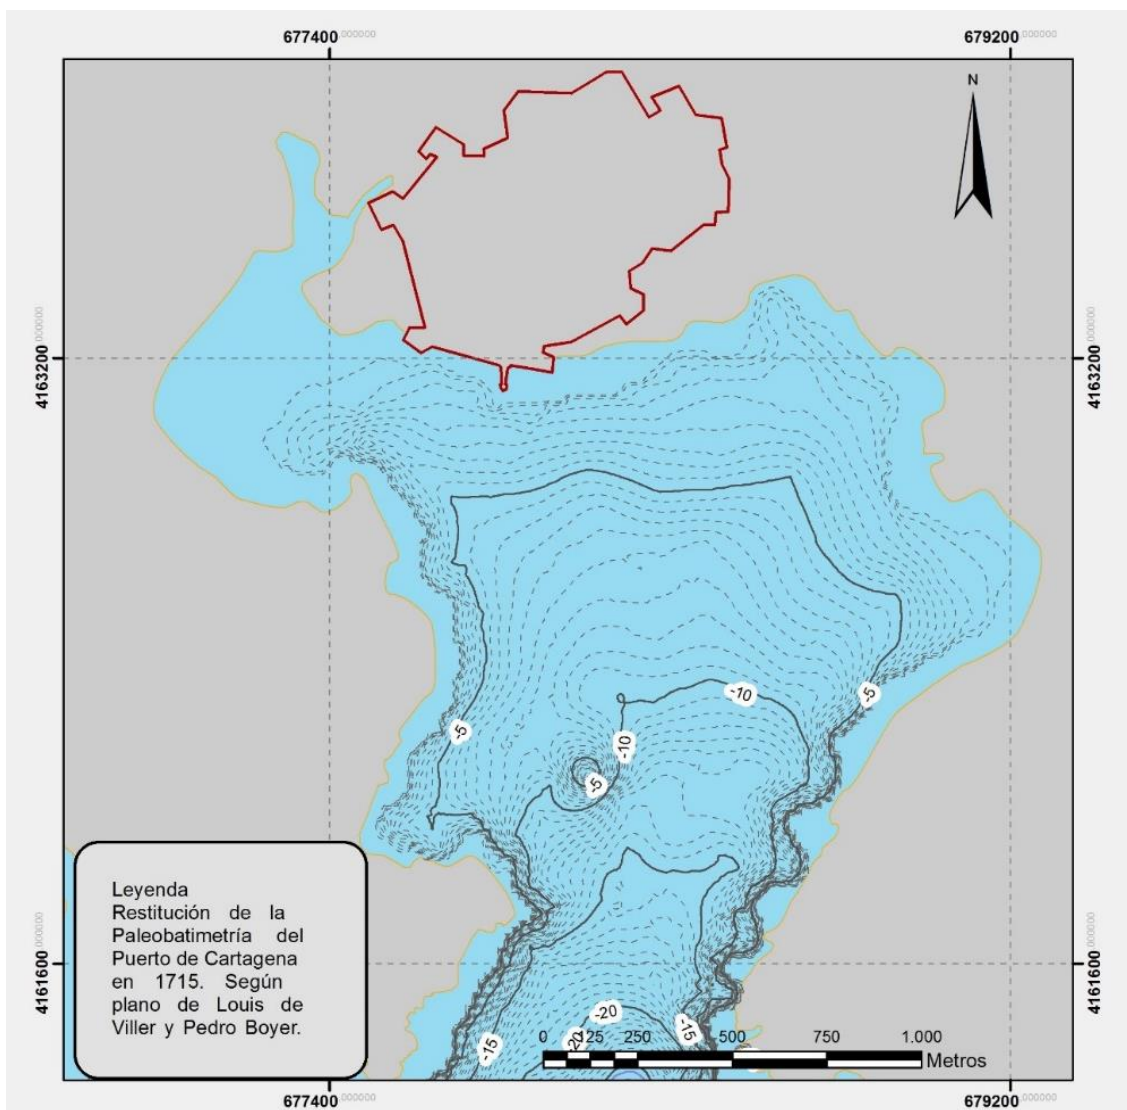 677400.000000 679200.000000
N
4163200.000000 4163200.000000
-10
-5
-5
-10
-5
Leyenda
Restitución de la
Paleobatimetría del
Puerto de Cartagena
en 1715. Según
plano de Louis de
Viller y Pedro Boyer.
4161600.000000 4161600.000000
-20
-20
-15
-15
0 125 250 500 750 1.000
Metros
677400.000000 679200.000000